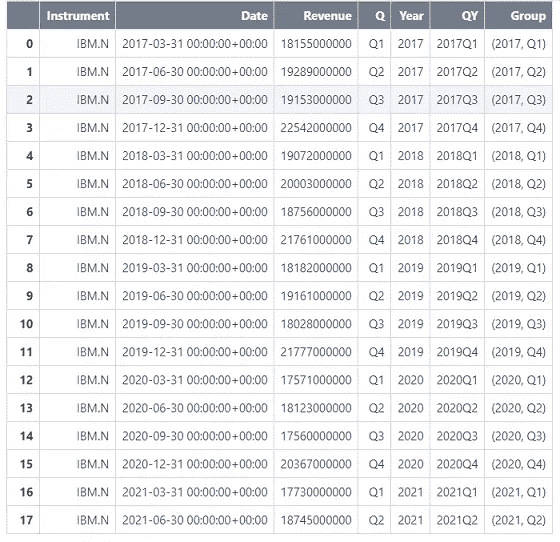 Instrument Date Revenue Q Year QY Group
0 IBM.N 2017-03-31 00:00:00+00:00 18155000000 Q1 2017 2017Q1 (2017, Q1)
1 IBM.N 2017-06-30 00:00:00+00:00 19289000000 Q2 2017 2017Q2 (2017, Q2)
2 IBM.N 2017-09-30 00:00:00+00:00 19153000000 Q3 2017 2017Q3 (2017, Q3)
3 IBM.N 2017-12-31 00:00:00+00:00 22542000000 Q4 2017 2017Q4 (2017, Q4)
4 IBM.N 2018-03-31 00:00:00+00:00 19072000000 Q1 2018 2018Q1 (2018, Q1)
5 IBM.N 2018-06-30 00:00:00+00:00 20003000000 Q2 2018 2018Q2 (2018, Q2)
6 IBM.N 2018-09-30 00:00:00+00:00 18756000000 Q3 2018 2018Q3 (2018, Q3)
7 IBM.N 2018-12-31 00:00:00+00:00 21761000000 Q4 2018 2018Q4 (2018, Q4)
8 IBM.N 2019-03-31 00:00:00+00:00 18182000000 Q1 2019 2019Q1 (2019, Q1)
9 IBM.N 2019-06-30 00:00:00+00:00 19161000000 Q2 2019 2019Q2 (2019, Q2)
10 IBM.N 2019-09-30 00:00:00+00:00 18028000000 Q3 2019 2019Q3 (2019, Q3)
11 IBM.N 2019-12-31 00:00:00+00:00 21777000000 Q4 2019 2019Q4 (2019, Q4)
12 IBM.N 2020-03-31 00:00:00+00:00 17571000000 Q1 2020 2020Q1 (2020, Q1)
13 IBM.N 2020-06-30 00:00:00+00:00 18123000000 Q2 2020 2020Q2 (2020, Q2)
14 IBM.N 2020-09-30 00:00:00+00:00 17560000000 Q3 2020 2020Q3 (2020, Q3)
15 IBM.N 2020-12-31 00:00:00+00:00 20367000000 Q4 2020 2020Q4 (2020, Q4)
16 IBM.N 2021-03-31 00:00:00+00:00 17730000000 Q1 2021 2021Q1 (2021, Q1)
17 IBM.N 2021-06-30 00:00:00+00:00 18745000000 Q2 2021 2021Q2 (2021, Q2)